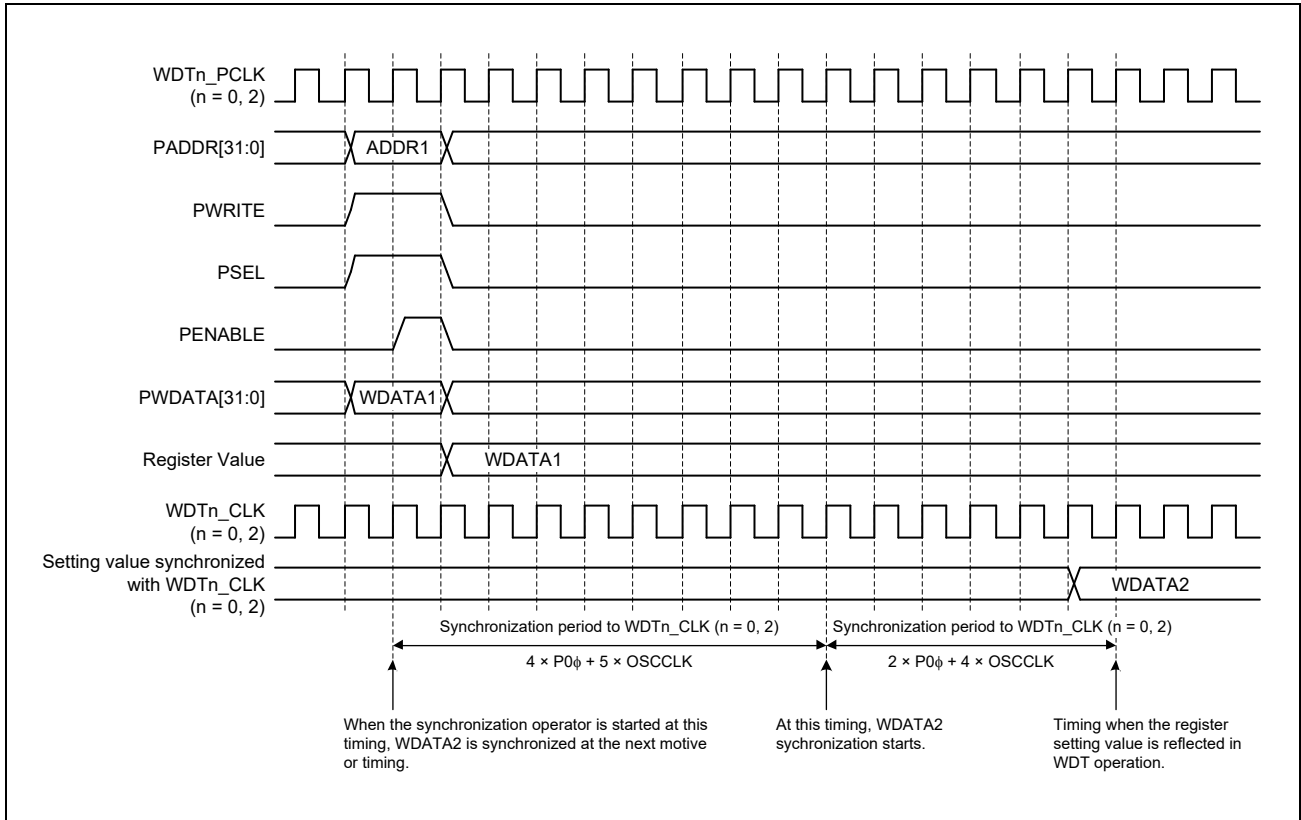 WDTn_PCLK
(n = 0, 2)
PADDR[31:0]
ADDR1
PWRITE
PSEL
PENABLE
PWDATA[31:0]
WDATA1
Register Value
WDATA1
WDTn_CLK
(n = 0, 2)
Setting value synchronized
with WDTn_CLK
(n = 0, 2)
WDATA2
Synchronization period to WDTn_CLK (n = 0, 2)
Synchronization period to WDTn_CLK (n = 0, 2)
4 × P0ϕ + 5 × OSCCLK
2 × P0ϕ + 4 × OSCCLK
When the synchronization operator is started at this
timing, WDATA2 is synchronized at the next motive
or timing.
At this timing, WDATA2
sychronization starts.
Timing when the register
setting value is reflected in
WDT operation.